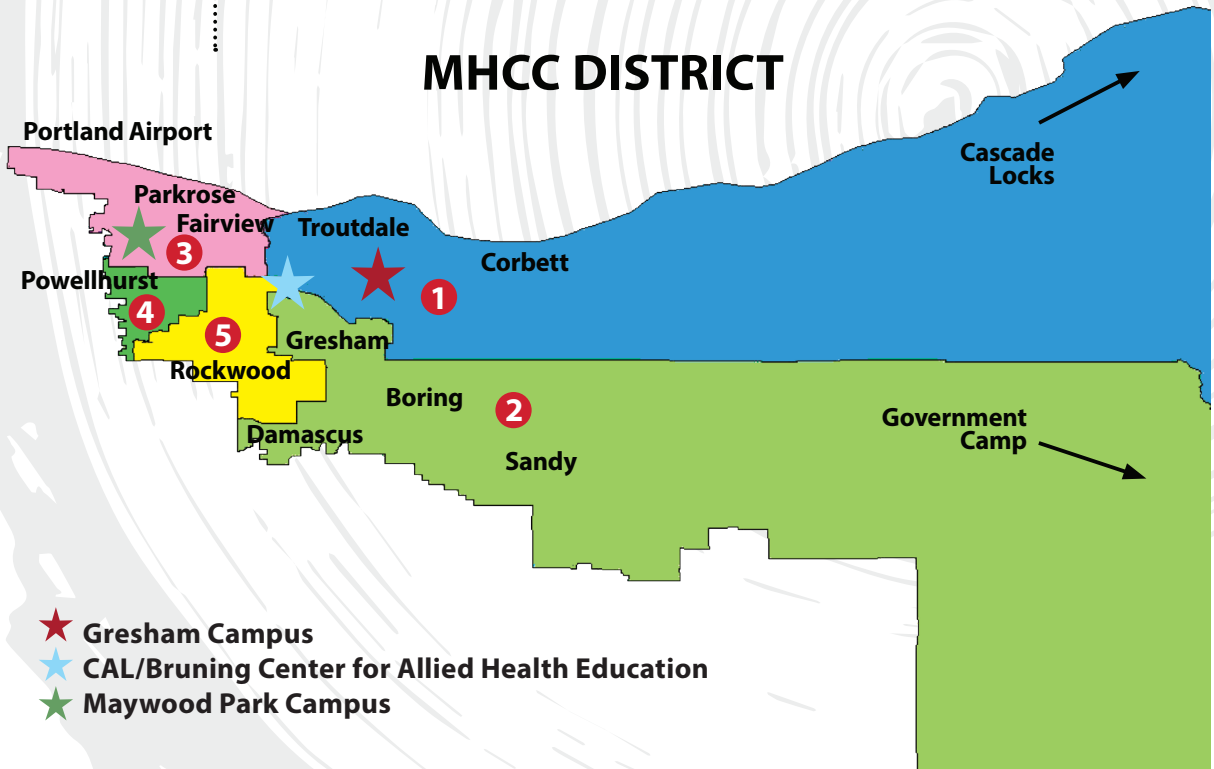 MHCC DISTRICT
Portland Airport
Cascade
Locks
Parkrose
Fairview
Troutdale
Corbett
3
Powellhurst
1
4
5
Gresham
Rockwood
Boring
2
Government
Camp
Damascus
Sandy
Gresham Campus
CAL/Bruning Center for Allied Health Education
Maywood Park Campus